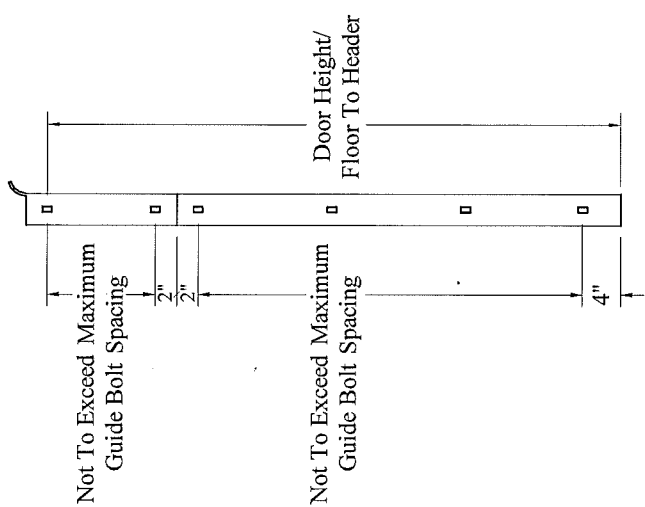 Not To Exceed Maximum
Guide Bolt Spacing
2"
2"
Not To Exceed Maximum
Guide Bolt Spacing
4"
Door Height/
Floor To Header